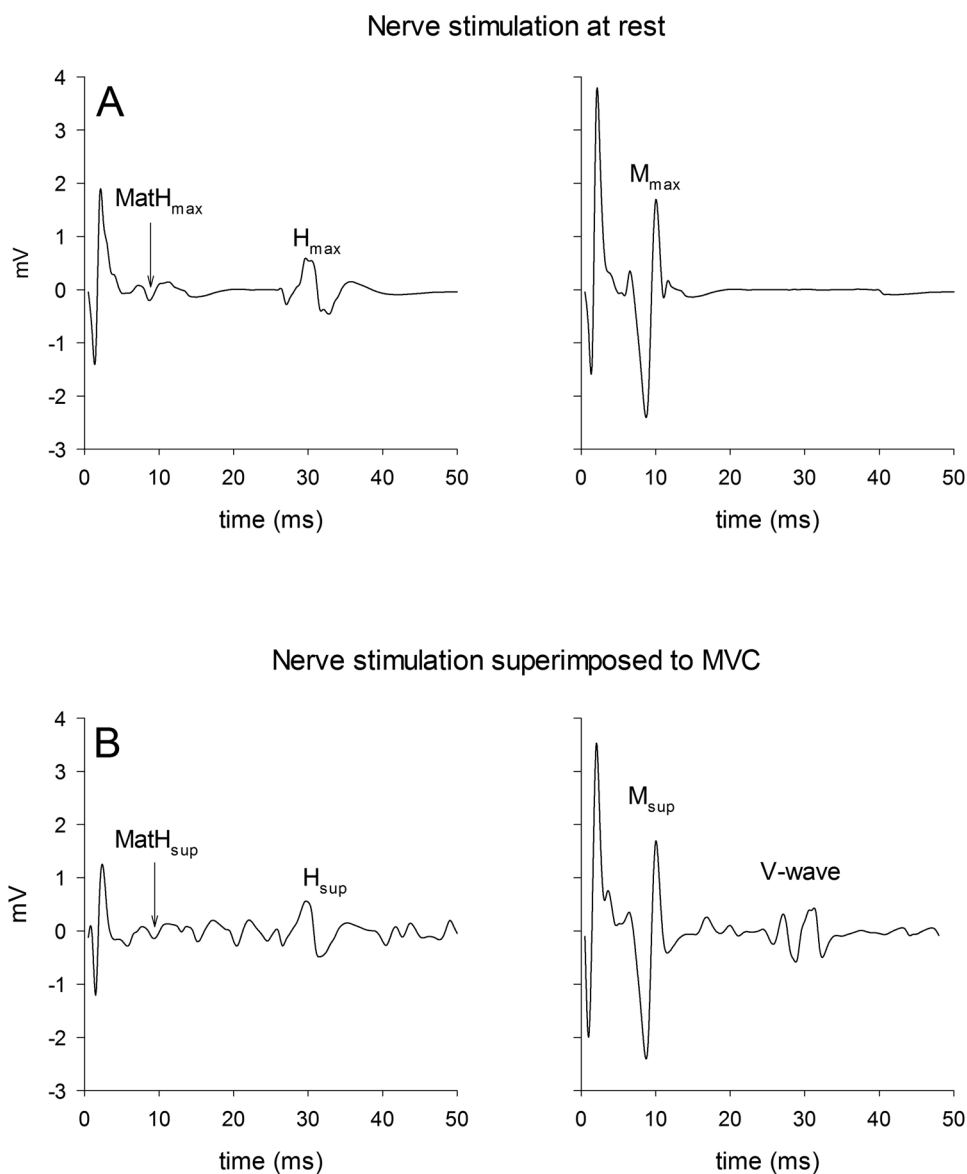 Nerve stimulation at rest
A
4
3
2
1
0
-1
-2
-3
mV
MatHmax
Hmax
0 10 20 30 40 50
time (ms)
Mmax
0 10 20 30 40 50
time (ms)
Nerve stimulation superimposed to MVC
B
4
3
2
1
0
-1
-2
-3
mV
MatHsup
Hsup
0 10 20 30 40 50
time (ms)
Msup
V-wave
0 10 20 30 40 50
time (ms)